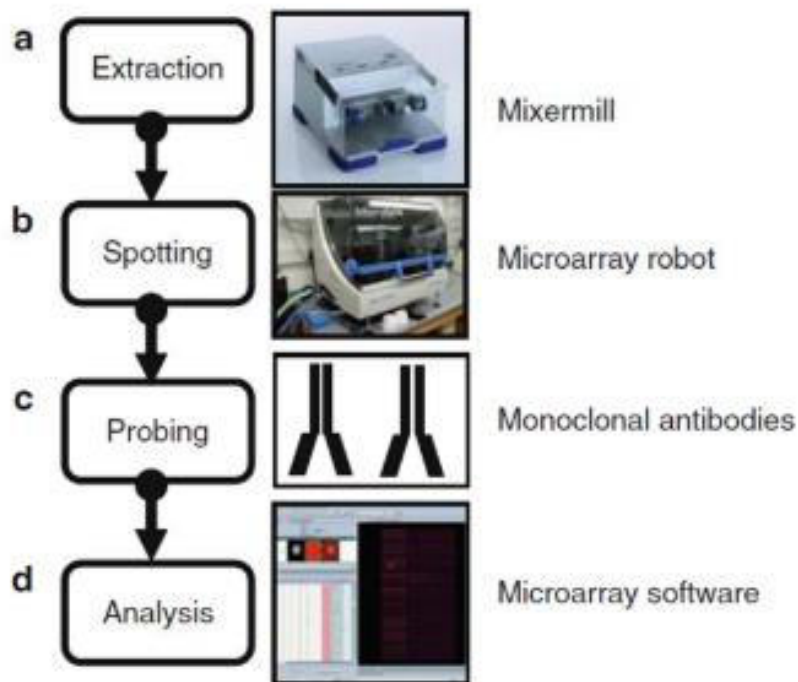 a
Extraction
Mixermill
b
Spotting
Microarray robot
c
Probing
Monoclonal antibodies
d
Analysis
Microarray software